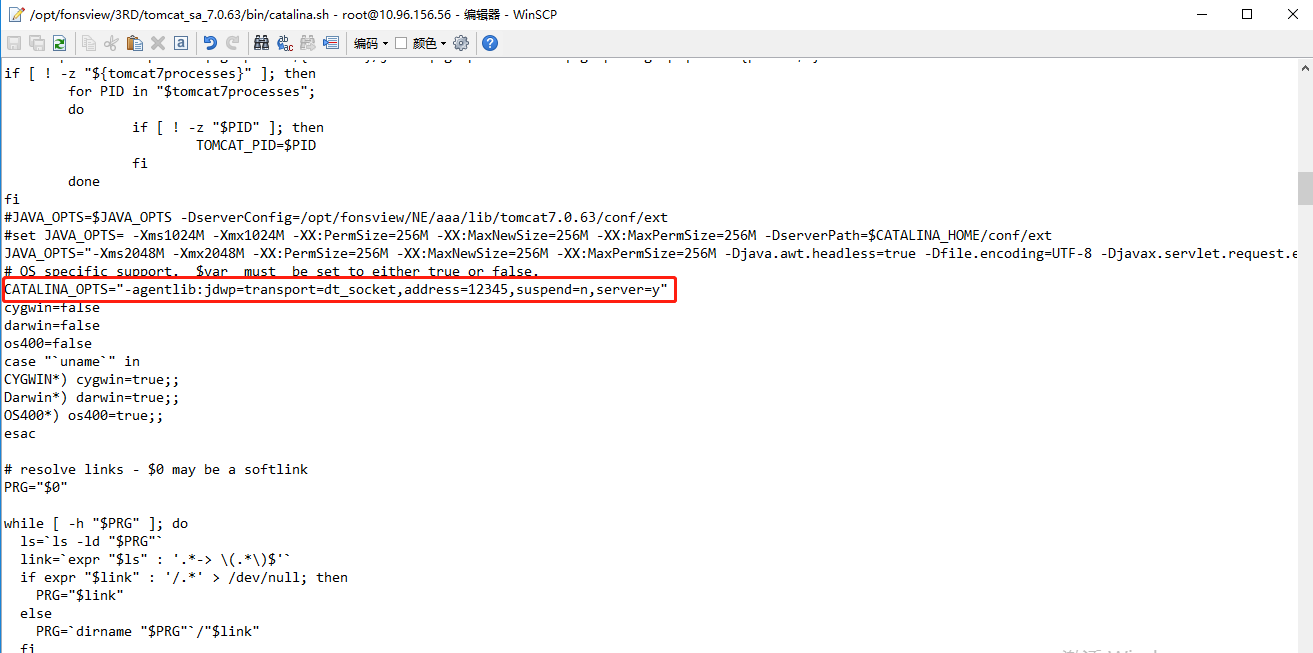 /opt/fonsview/3RD/tomcat_sa_7.0.63/bin/catalina.sh - root@10.96.156.56 - 编辑器 - WinSCP
编码 颜色
if [ ! -z "${tomcat7processes}" ]; then
for PID in "$tomcat7processes";
do
if [ ! -z "$PID" ]; then
TOMCAT_PID=$PID
fi
done
fi
#JAVA_OPTS=$JAVA_OPTS -DserverConfig=/opt/fonsview/NE/aaa/lib/tomcat7.0.63/conf/ext
#set JAVA_OPTS= -Xms1024M -Xmx1024M -XX:PermSize=256M -XX:MaxNewSize=256M -XX:MaxPermSize=256M -DserverPath=$CATALINA_HOME/conf/ext
JAVA_OPTS="-Xms2048M -Xmx2048M -XX:PermSize=256M -XX:MaxNewSize=256M -XX:MaxPermSize=256M -Djava.awt.headless=true -Dfile.encoding=UTF-8 -Djavax.servlet.request.e
# OS specific support. $var must be set to either true or false.
CATALINA_OPTS="-agentlib:jdwp=transport=dt_socket,address=12345,suspend=n,server=y"
cygwin=false
darwin=false
os400=false
case "`uname`" in
CYGWIN*) cygwin=true;;
Darwin*) darwin=true;;
OS400*) os400=true;;
esac
# resolve links - $0 may be a softlink
PRG="$0"
while [ -h "$PRG" ]; do
ls=`ls -ld "$PRG"`
link=`expr "$ls" : '.*-> \(.*\)$'`
if expr "$link" : '/.*' > /dev/null; then
PRG="$link"
else
PRG=`dirname "$PRG"`/"$link"
fi